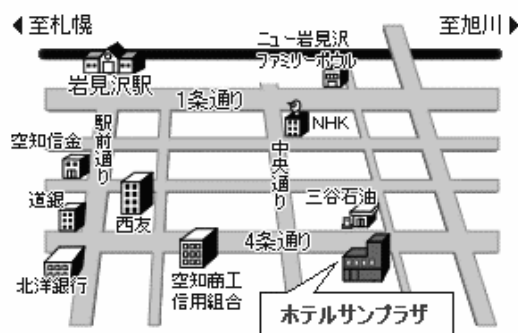 至札幌
至旭川
ニュー岩見沢
ファミリーボウル
岩見沢駅
1条通り
NHK
駅前通り
空知信金
中央通り
道銀
西友
三谷石油
4条通り
北洋銀行
空知商工
信用組合
ホテルサンプラザ